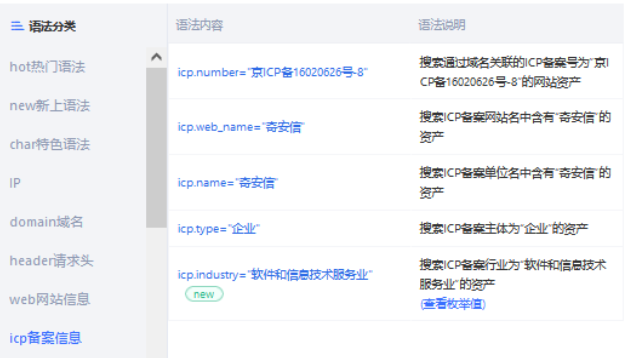 语法分类
hot热门语法
new新上语法
char特色语法
IP
domain域名
header请求头
web网站信息
icp备案信息
语法内容
语法说明
icp.number="京ICP备16020626号-8"
搜索通过域名关联的ICP备案号为"京I
CP备16020626号-8"的网站资产
icp.web_name="奇安信"
搜索ICP备案网站名中含有"奇安信"的
资产
icp.name="奇安信"
搜索ICP备案单位名中含有"奇安信"的
资产
icp.type="企业"
搜索ICP备案主体为"企业"的资产
icp.industry="软件和信息技术服务业"
new
搜索ICP备案行业为"软件和信息技术
服务业"的资产
(查看枚举值)